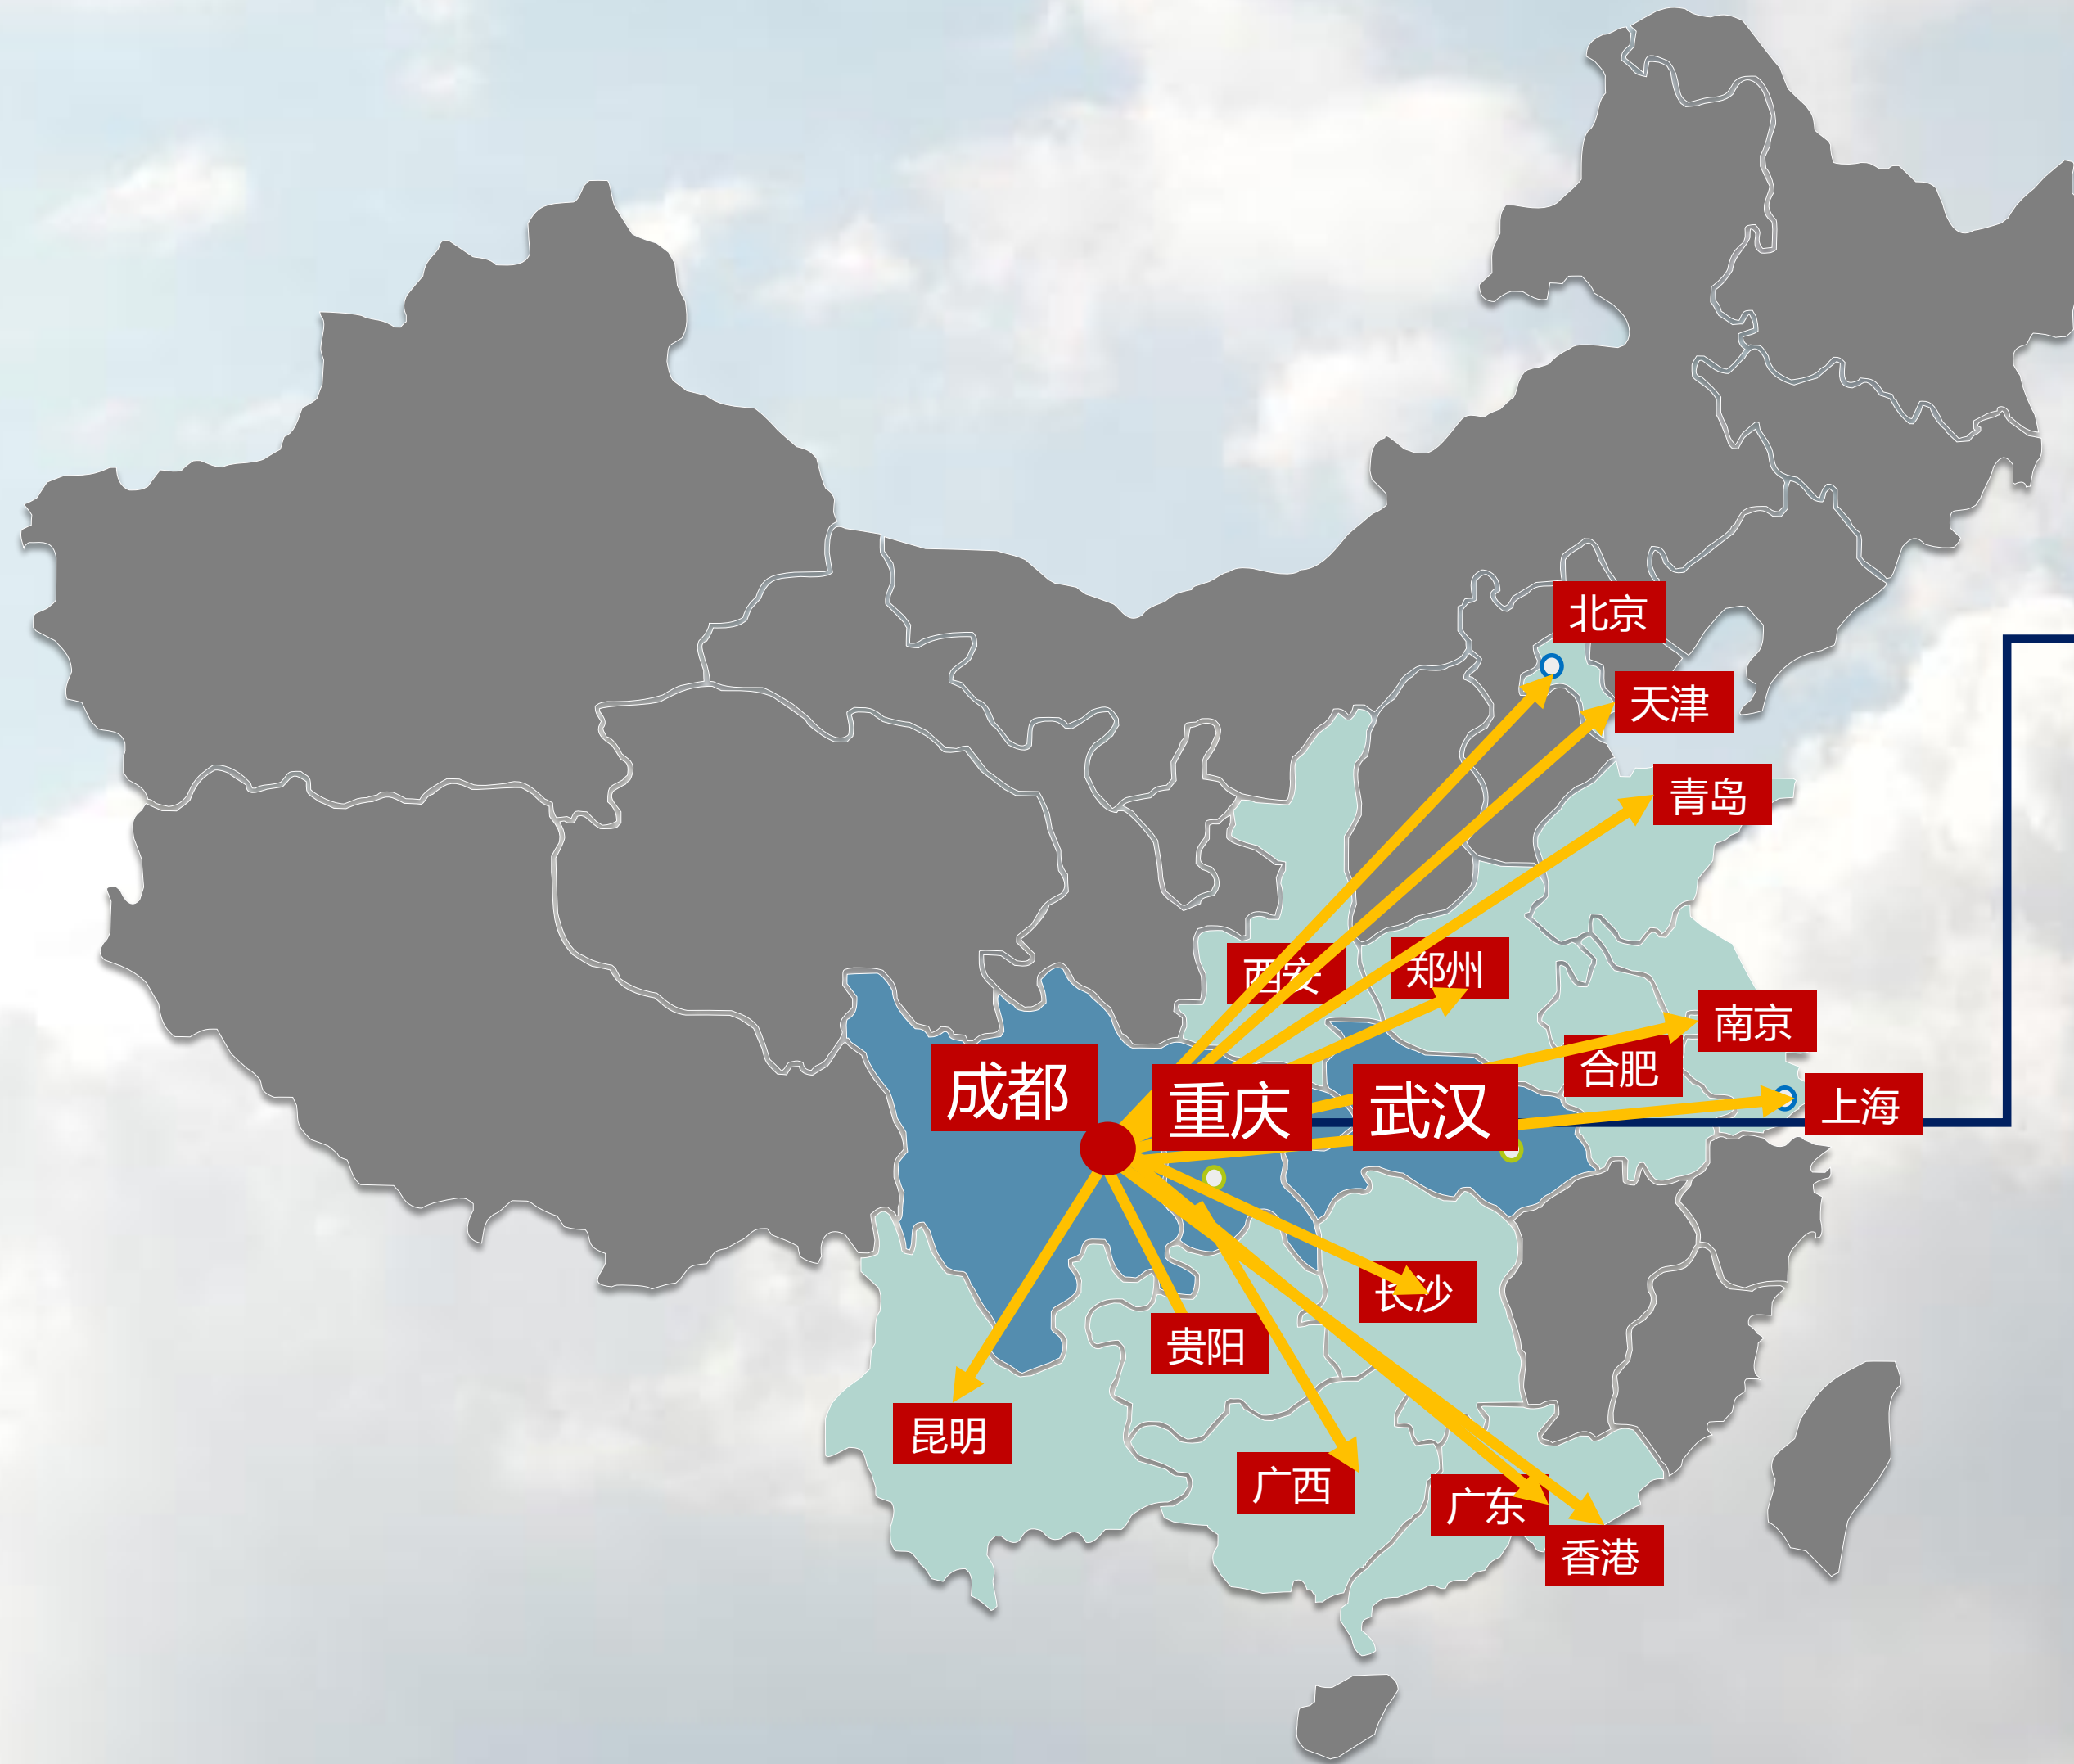 北京
天津
青岛
西安
郑州
南京
合肥
成都
重庆
武汉
上海
长沙
贵阳
昆明
广西
广东
香港